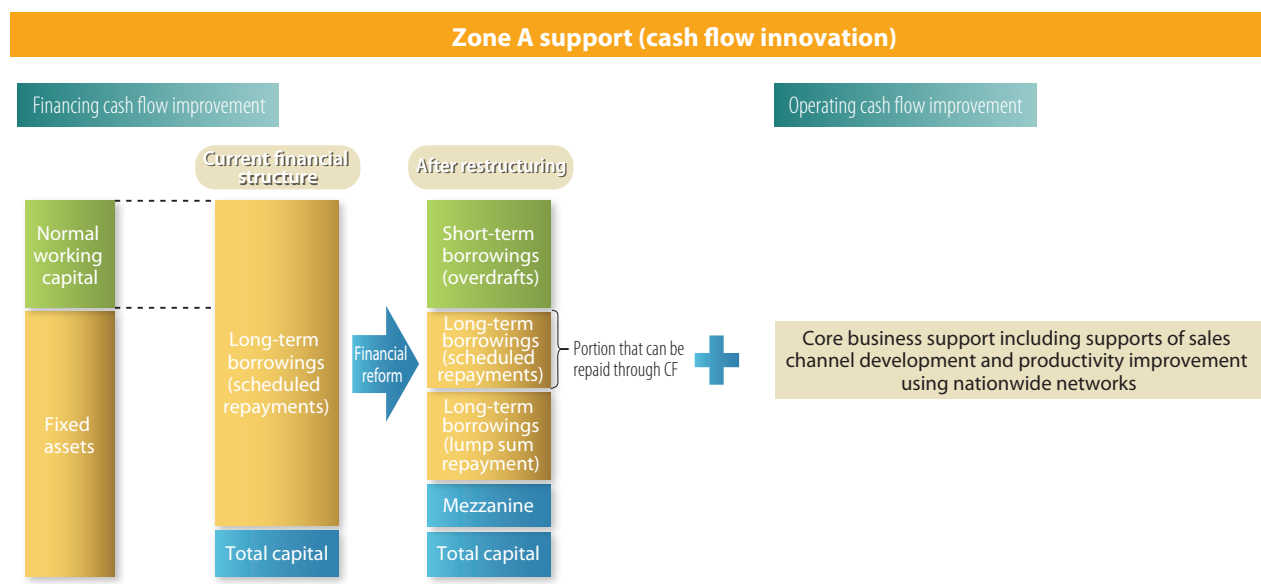 Zone A support (cash flow innovation)
Financing cash flow improvement
Operating cash flow improvement
Current financial
structure
After restructuring
Normal
working
capital
Fixed
assets
Long-term
borrowings
(scheduled
repayments)
Total capital
Financial
reform
Short-term
borrowings
(overdrafts)
Long-term
borrowings
(scheduled
repayments)
Long-term
borrowings
(lump sum
repayment)
Mezzanine
Total capital
Portion that can be
repaid through CF
Core business support including supports of sales
channel development and productivity improvement
using nationwide networks